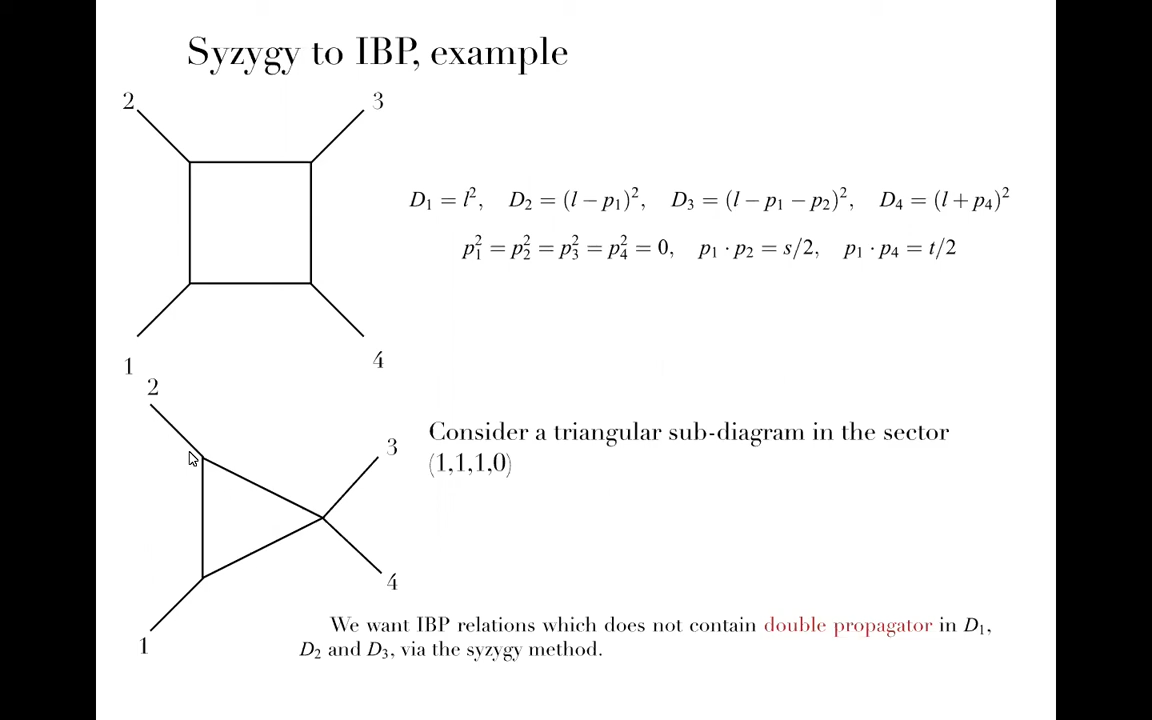 Syzygy to IBP, example
2
3
D₁ = l², D₂ = (l − p₁)², D₃ = (l − p₁ − p₂)², D₄ = (l + p₄)²
p₁² = p₂² = p₃² = p₄² = 0, p₁ · p₂ = s/2, p₁ · p₄ = t/2
1
4
2
3
Consider a triangular sub-diagram in the sector
(1,1,1,0)
4
1
We want IBP relations which does not contain double propagator in D₁,
D₂ and D₃, via the syzygy method.